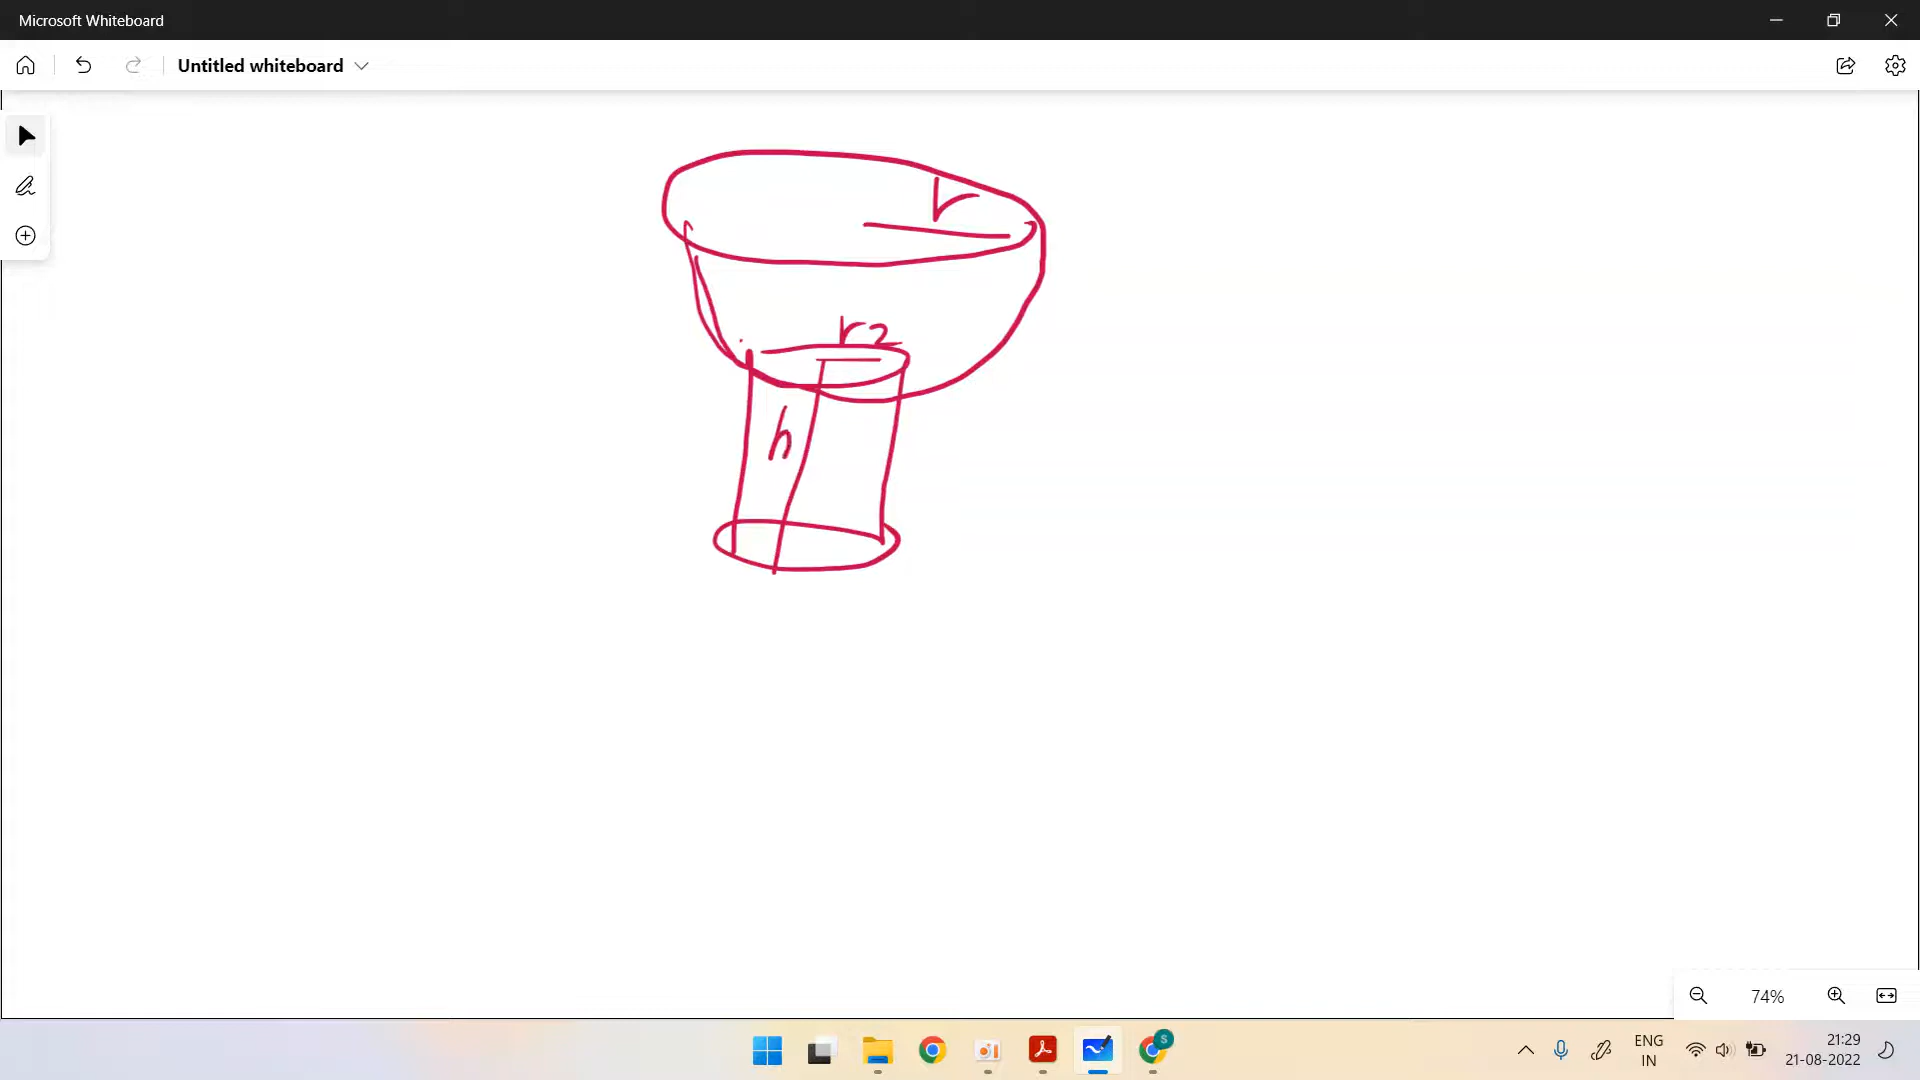 Microsoft Whiteboard
Untitled whiteboard
r
r2
h
74%
S
ENG
IN
21:29
21-08-2022